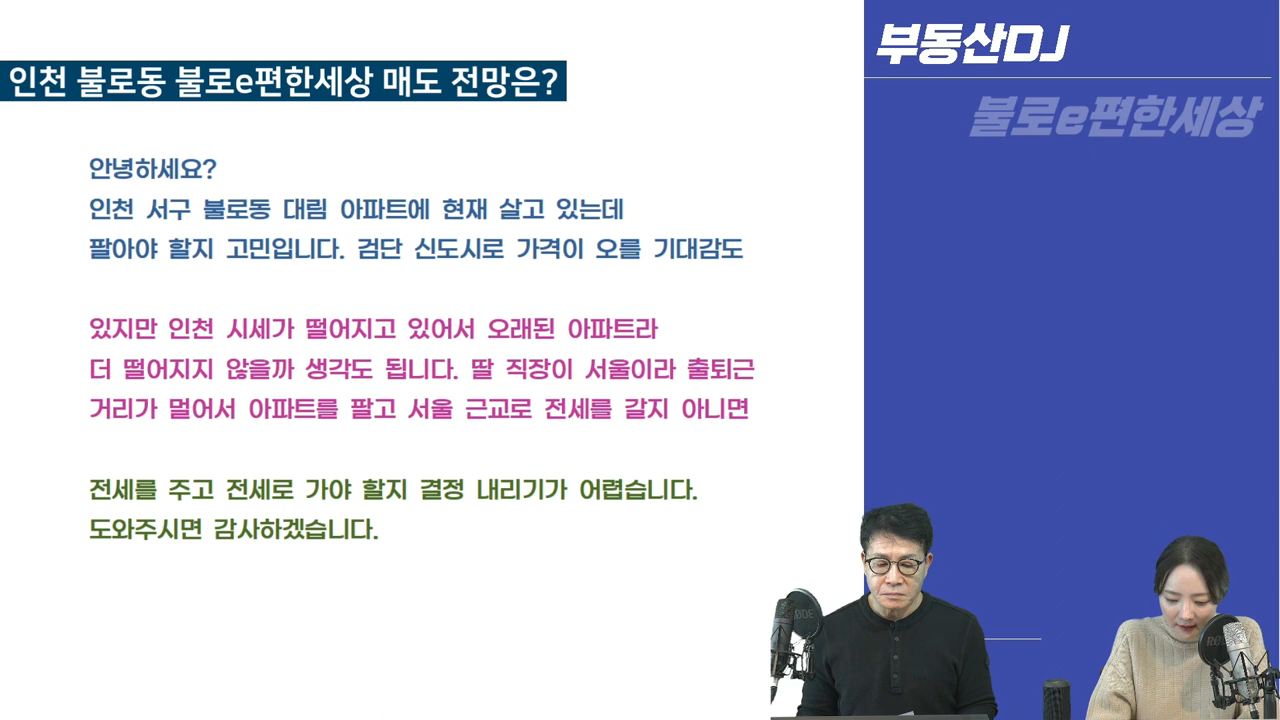 부동산DJ
인천 불로동 불로e편한세상 매도 전망은?
불로e편한세상
안녕하세요?
인천 서구 불로동 대림 아파트에 현재 살고 있는데
팔아야 할지 고민입니다. 검단 신도시로 가격이 오를 기대감도
있지만 인천 시세가 떨어지고 있어서 오래된 아파트라
더 떨어지지 않을까 생각도 됩니다. 딸 직장이 서울이라 출퇴근
거리가 멀어서 아파트를 팔고 서울 근교로 전세를 갈지 아니면
전세를 주고 전세로 가야 할지 결정 내리기가 어렵습니다.
도와주시면 감사하겠습니다.